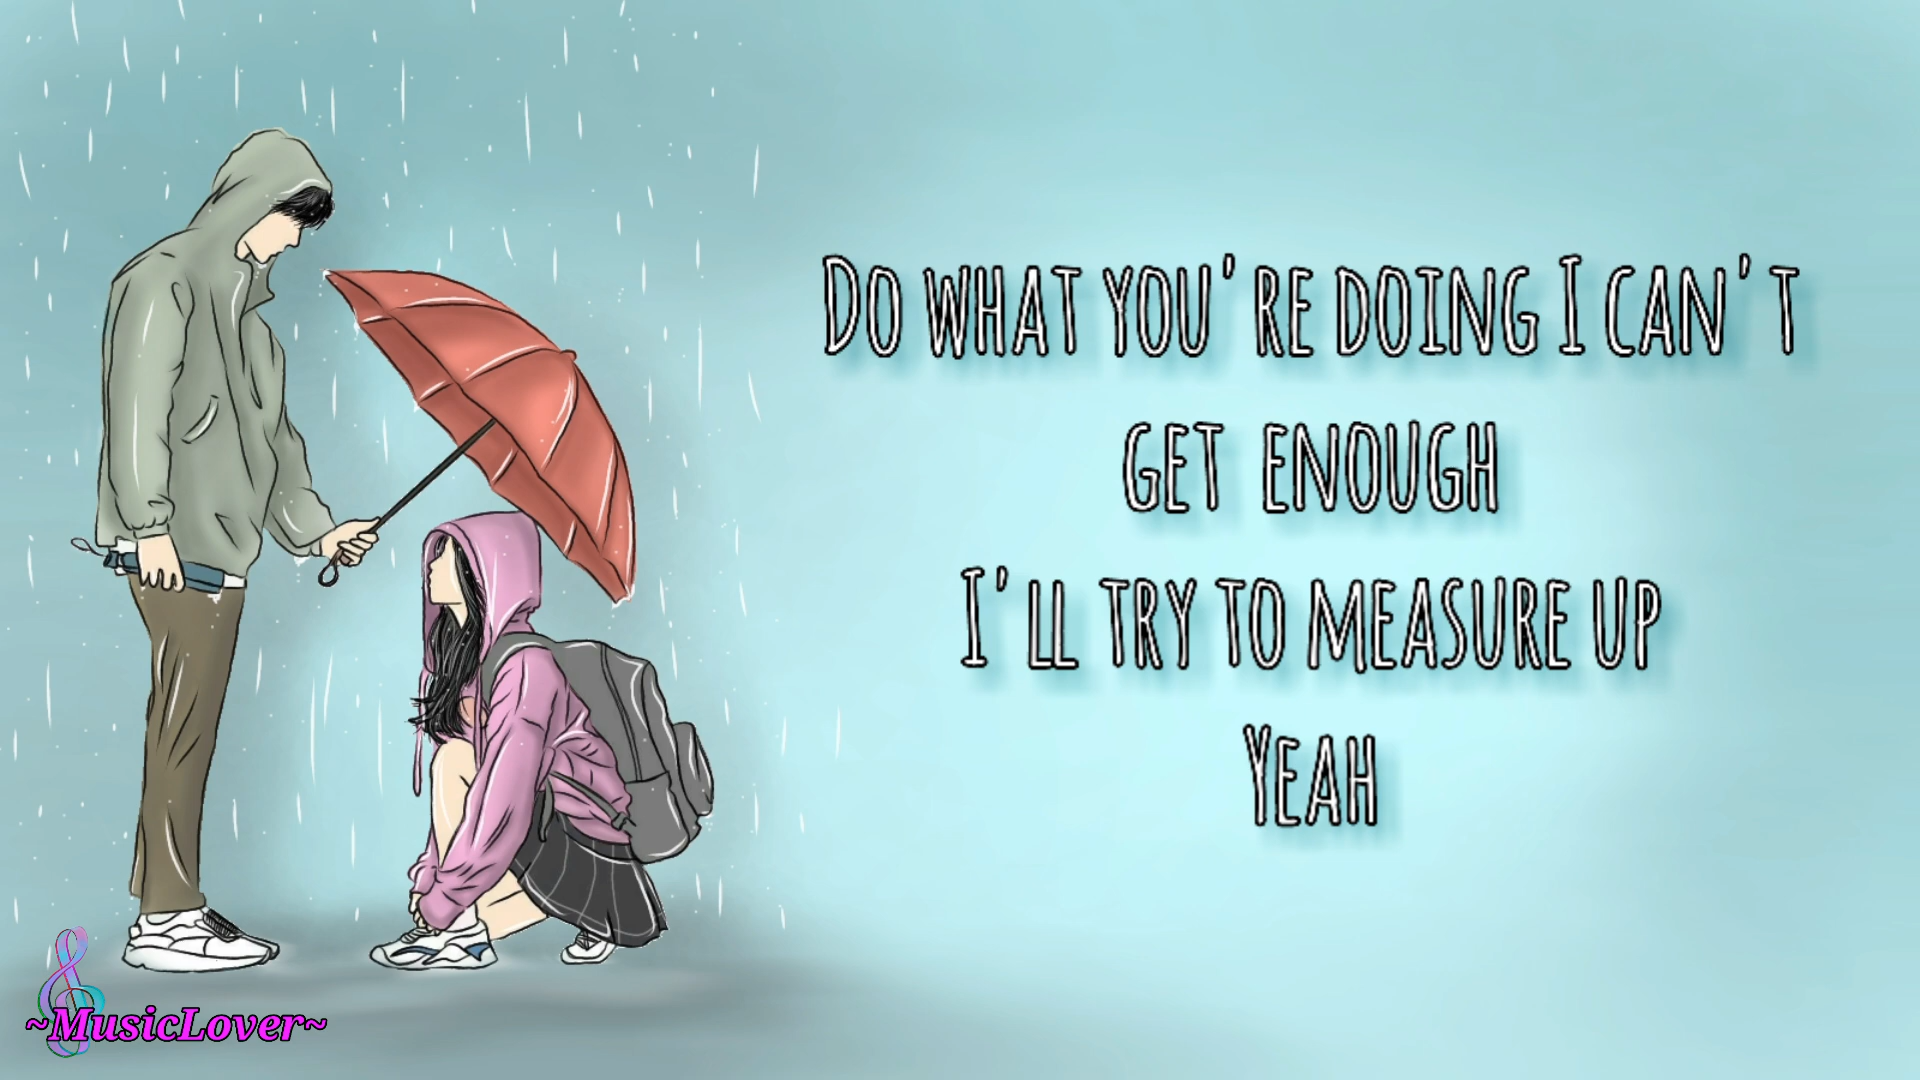 Do what you're doing I can't
get enough
I'll try to measure up
Yeah
~MusicLover~